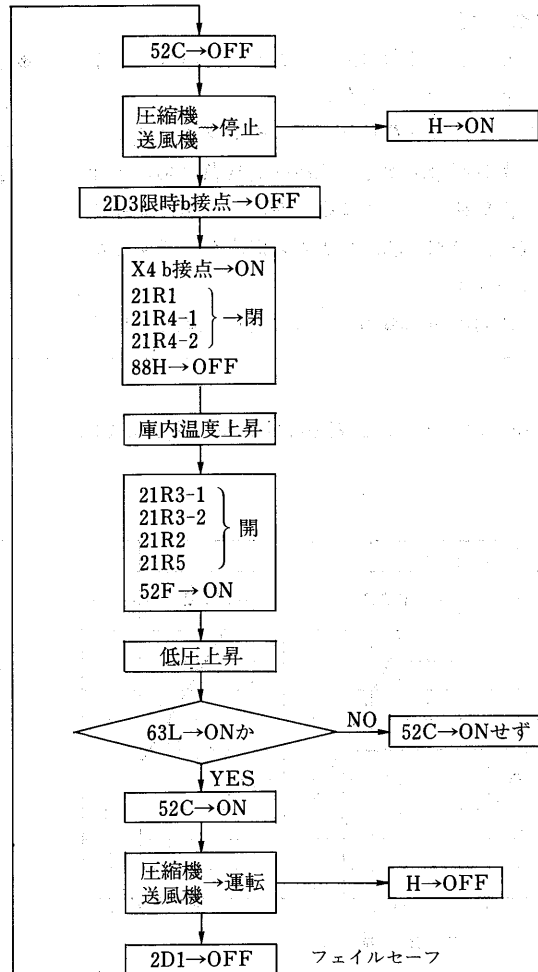 52C→OFF
圧縮機
送風機
→停止
H→ON
2D3限時b接点→OFF
X4 b接点→ON
21R1
21R4-1
21R4-2
→閉
88H→OFF
庫内温度上昇
21R3-1
21R3-2
21R2
21R5
開
52F→ON
低圧上昇
63L→ONか
NO
52C→ONせず
YES
52C→ON
圧縮機
送風機
→運転
H→OFF
2D1→OFF
フェイルセーフ